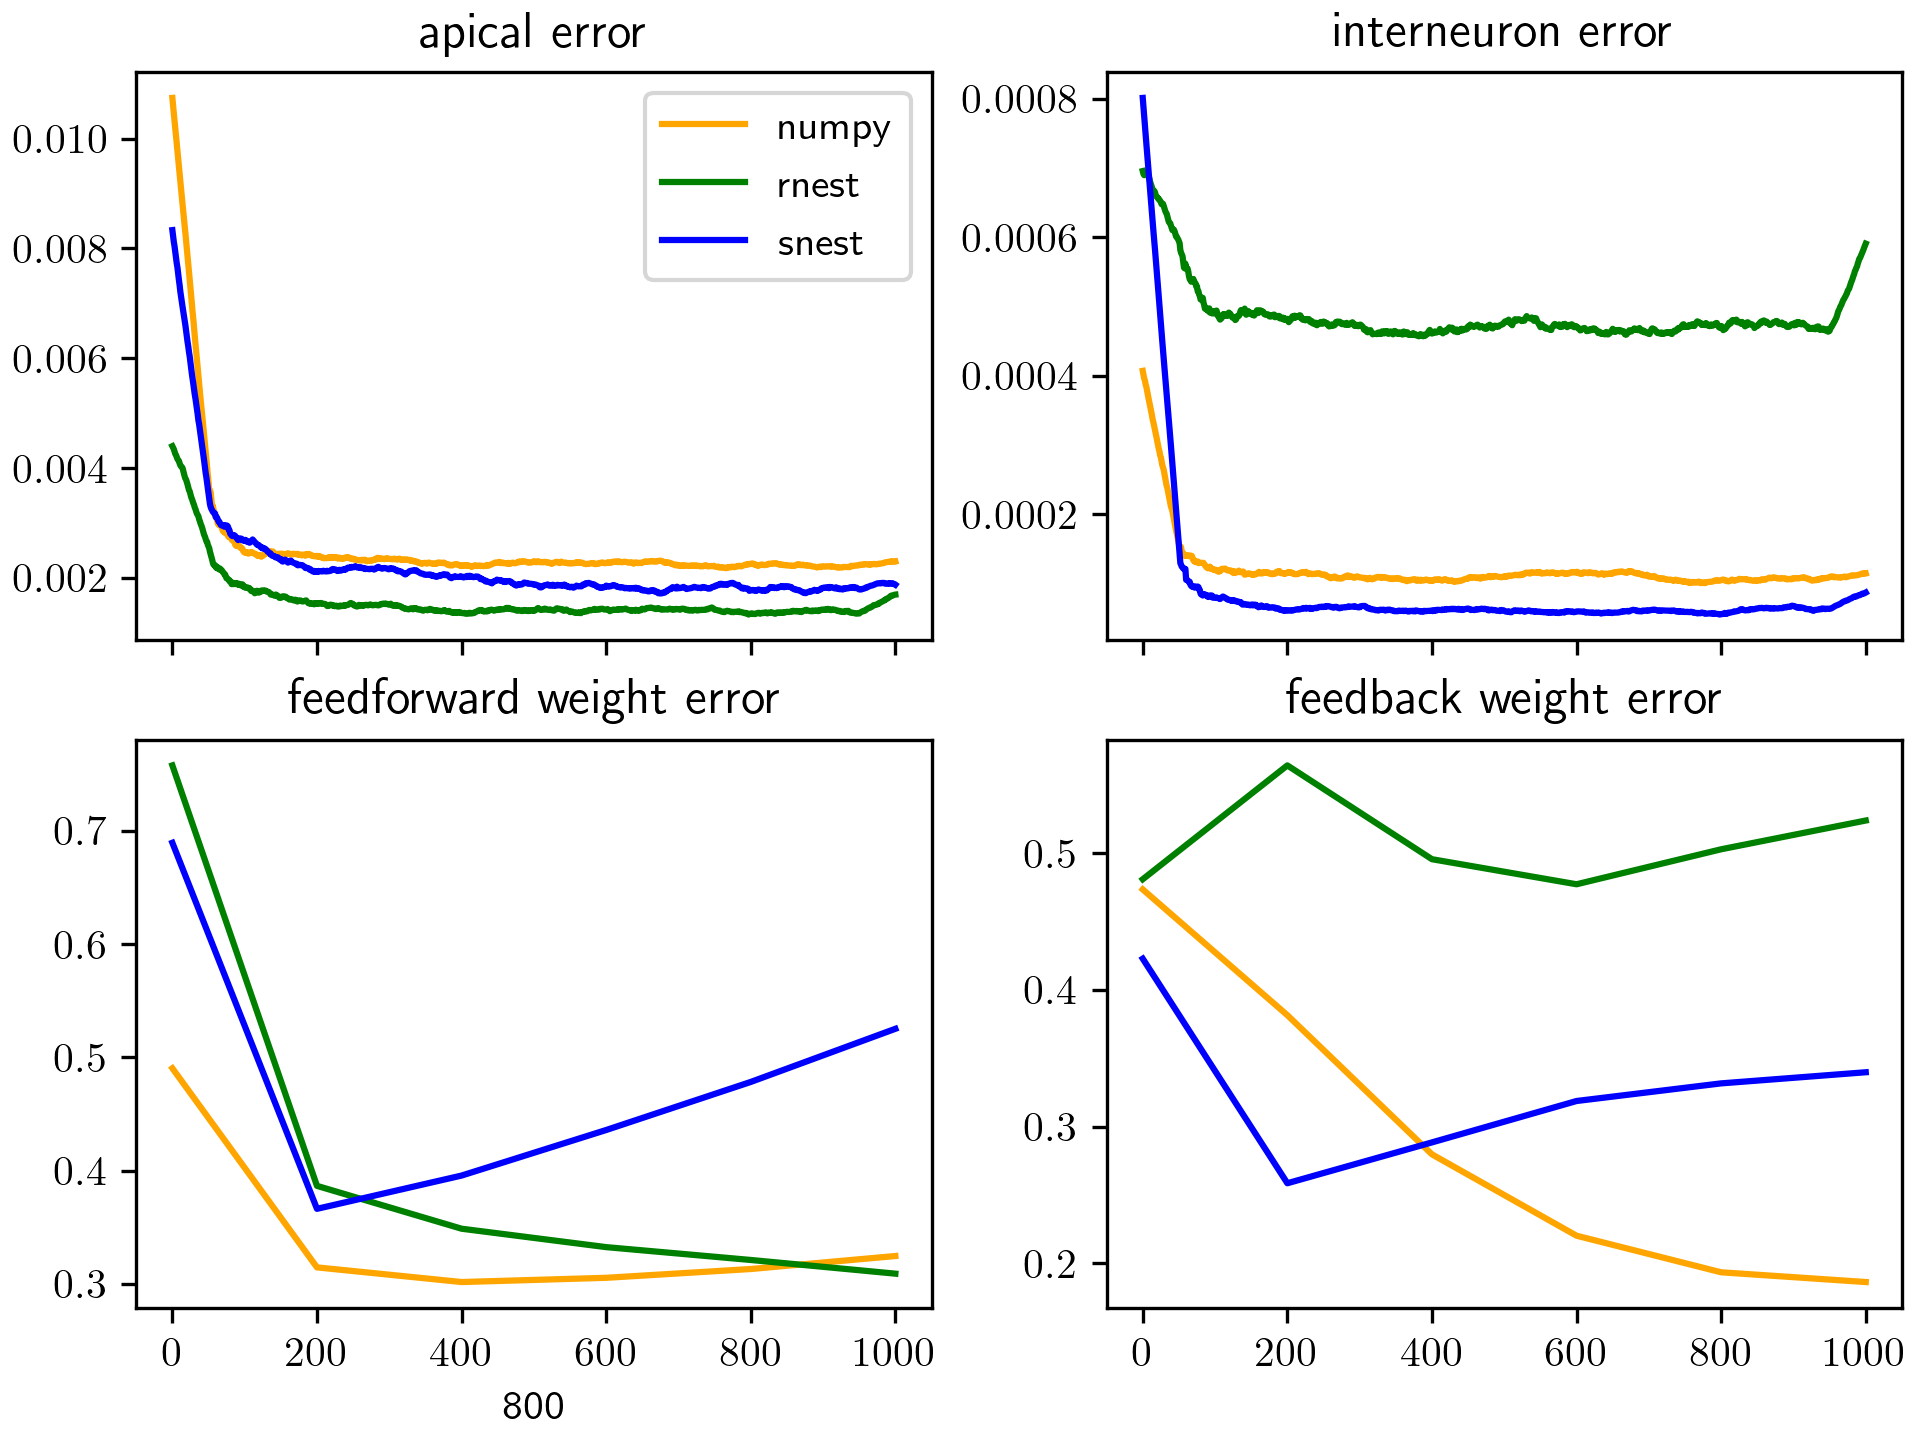 apical error
0.010
0.008
0.006
0.004
0.002
numpy
rnest
snest
interneuron error
0.0008
0.0006
0.0004
0.0002
feedforward weight error
0.7
0.6
0.5
0.4
0.3
0 200 400 600 800 1000
800
feedback weight error
0.5
0.4
0.3
0.2
0 200 400 600 800 1000